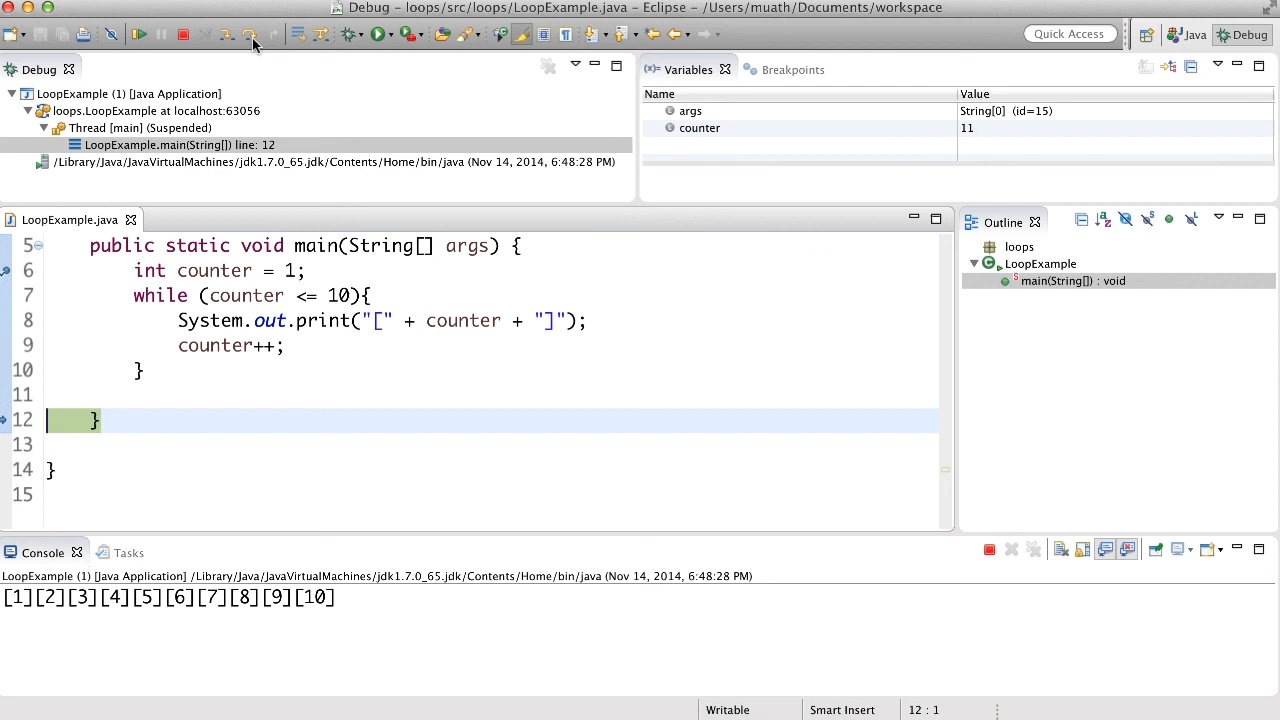 Debug - loops/src/loops/LoopExample.java - Eclipse - /Users/muath/Documents/workspace
Quick Access
Java
Debug
Debug
LoopExample (1) [Java Application]
loops.LoopExample at localhost:63056
Thread [main] (Suspended)
LoopExample.main(String[]) line: 12
/Library/Java/JavaVirtualMachines/jdk1.7.0_65.jdk/Contents/Home/bin/java (Nov 14, 2014, 6:48:28 PM)
(x)= Variables
Breakpoints
Name Value
args String[0] (id=15)
counter 11
LoopExample.java
5 public static void main(String[] args) {
6 int counter = 1;
7 while (counter <= 10){
8 System.out.print("[" + counter + "]");
9 counter++;
10 }
11
12 }
13
14 }
15
Outline
loops
LoopExample
main(String[]) : void
Console
Tasks
LoopExample (1) [Java Application] /Library/Java/JavaVirtualMachines/jdk1.7.0_65.jdk/Contents/Home/bin/java (Nov 14, 2014, 6:48:28 PM)
[1][2][3][4][5][6][7][8][9][10]
Writable
Smart Insert
12 : 1